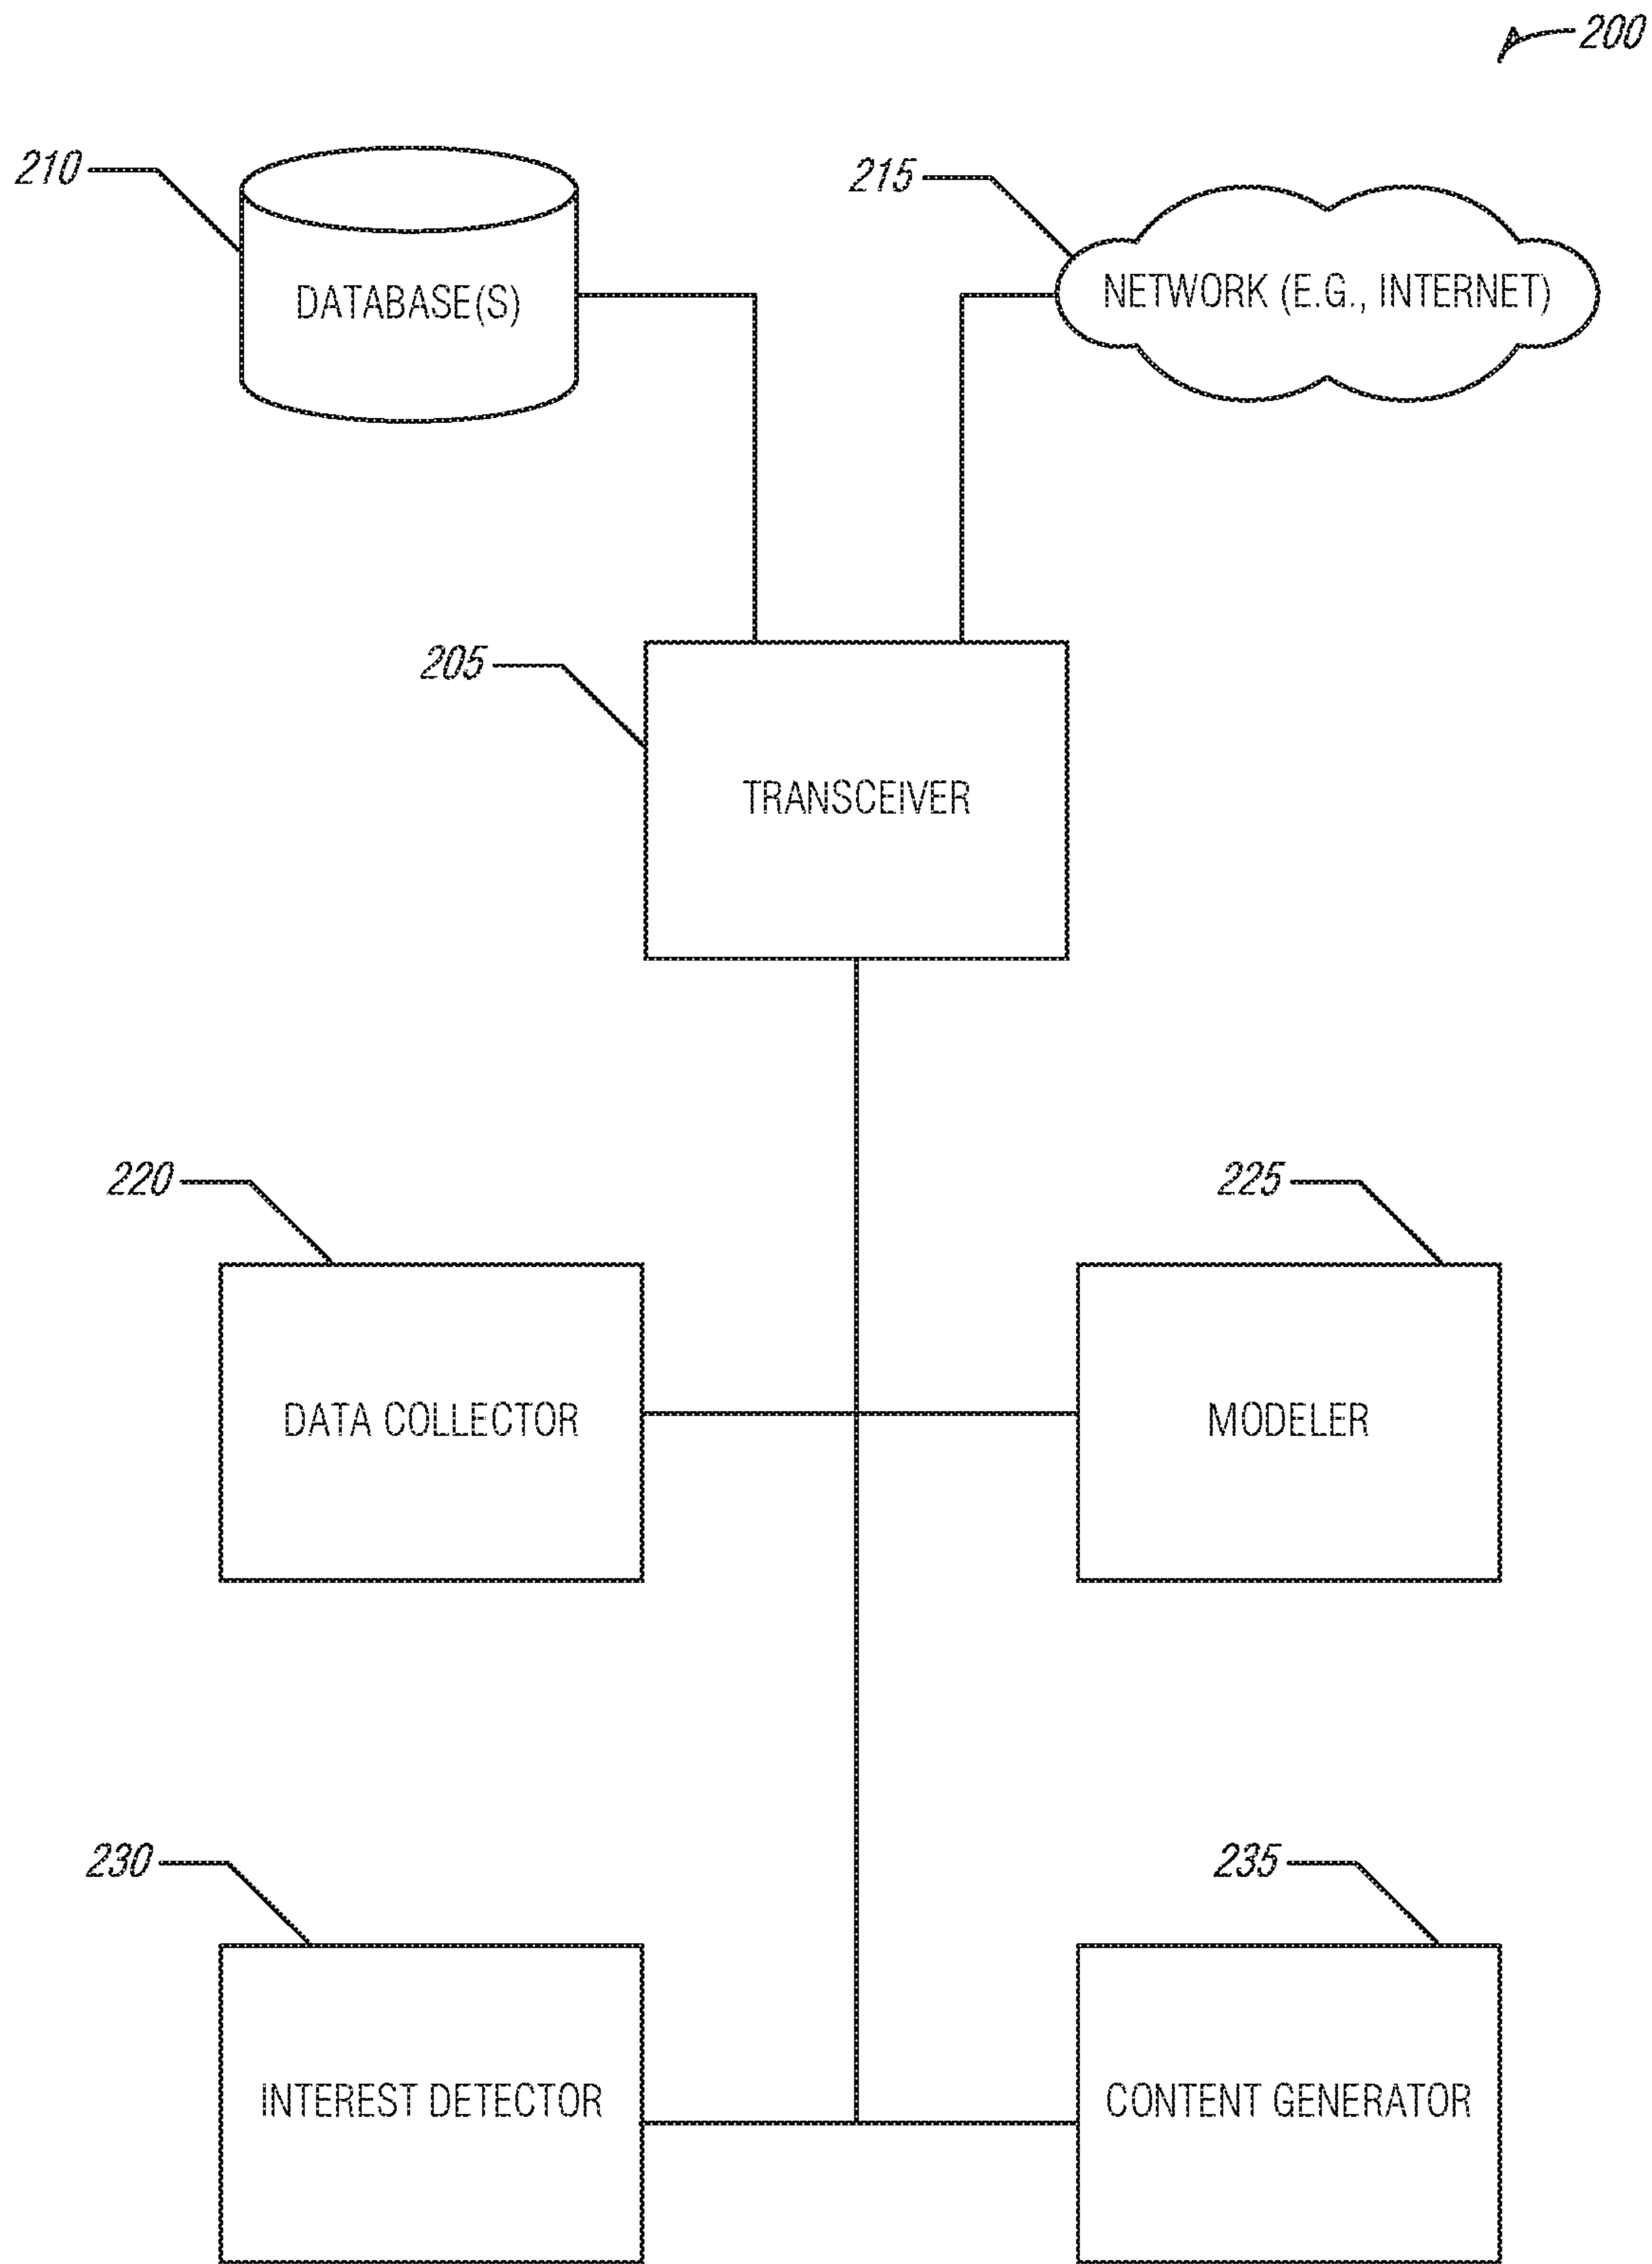 200
210
215
DATABASE(S)
NETWORK (E.G., INTERNET)
205
TRANSCEIVER
220
225
DATA COLLECTOR
MODELER
230
235
INTEREST DETECTOR
CONTENT GENERATOR